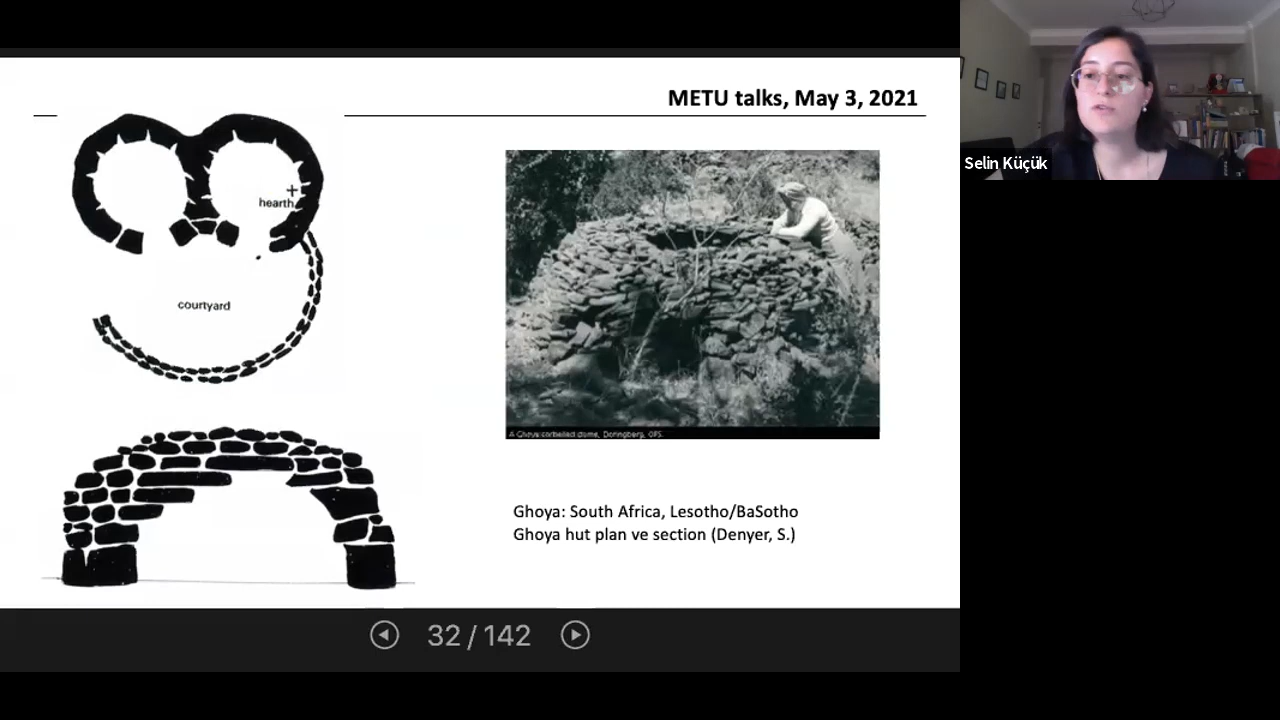 METU talks, May 3, 2021
Selin Küçük
hearth
courtyard
A Ghoya corbelled dome, Doringberg, OFS.
Ghoya: South Africa, Lesotho/BaSotho
Ghoya hut plan ve section (Denyer, S.)
32 / 142